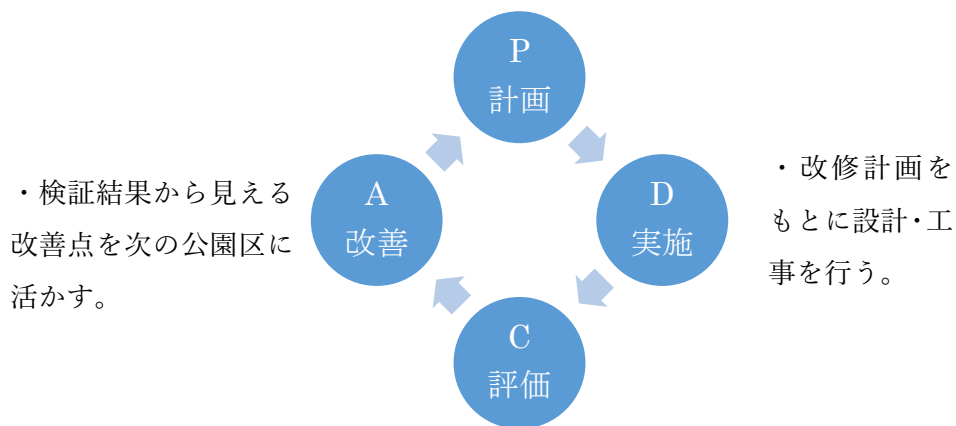 P
計画
・検証結果から見える
改善点を次の公園区に
活かす。
A
改善
D
実施
・改修計画を
もとに設計・工
事を行う。
C
評価